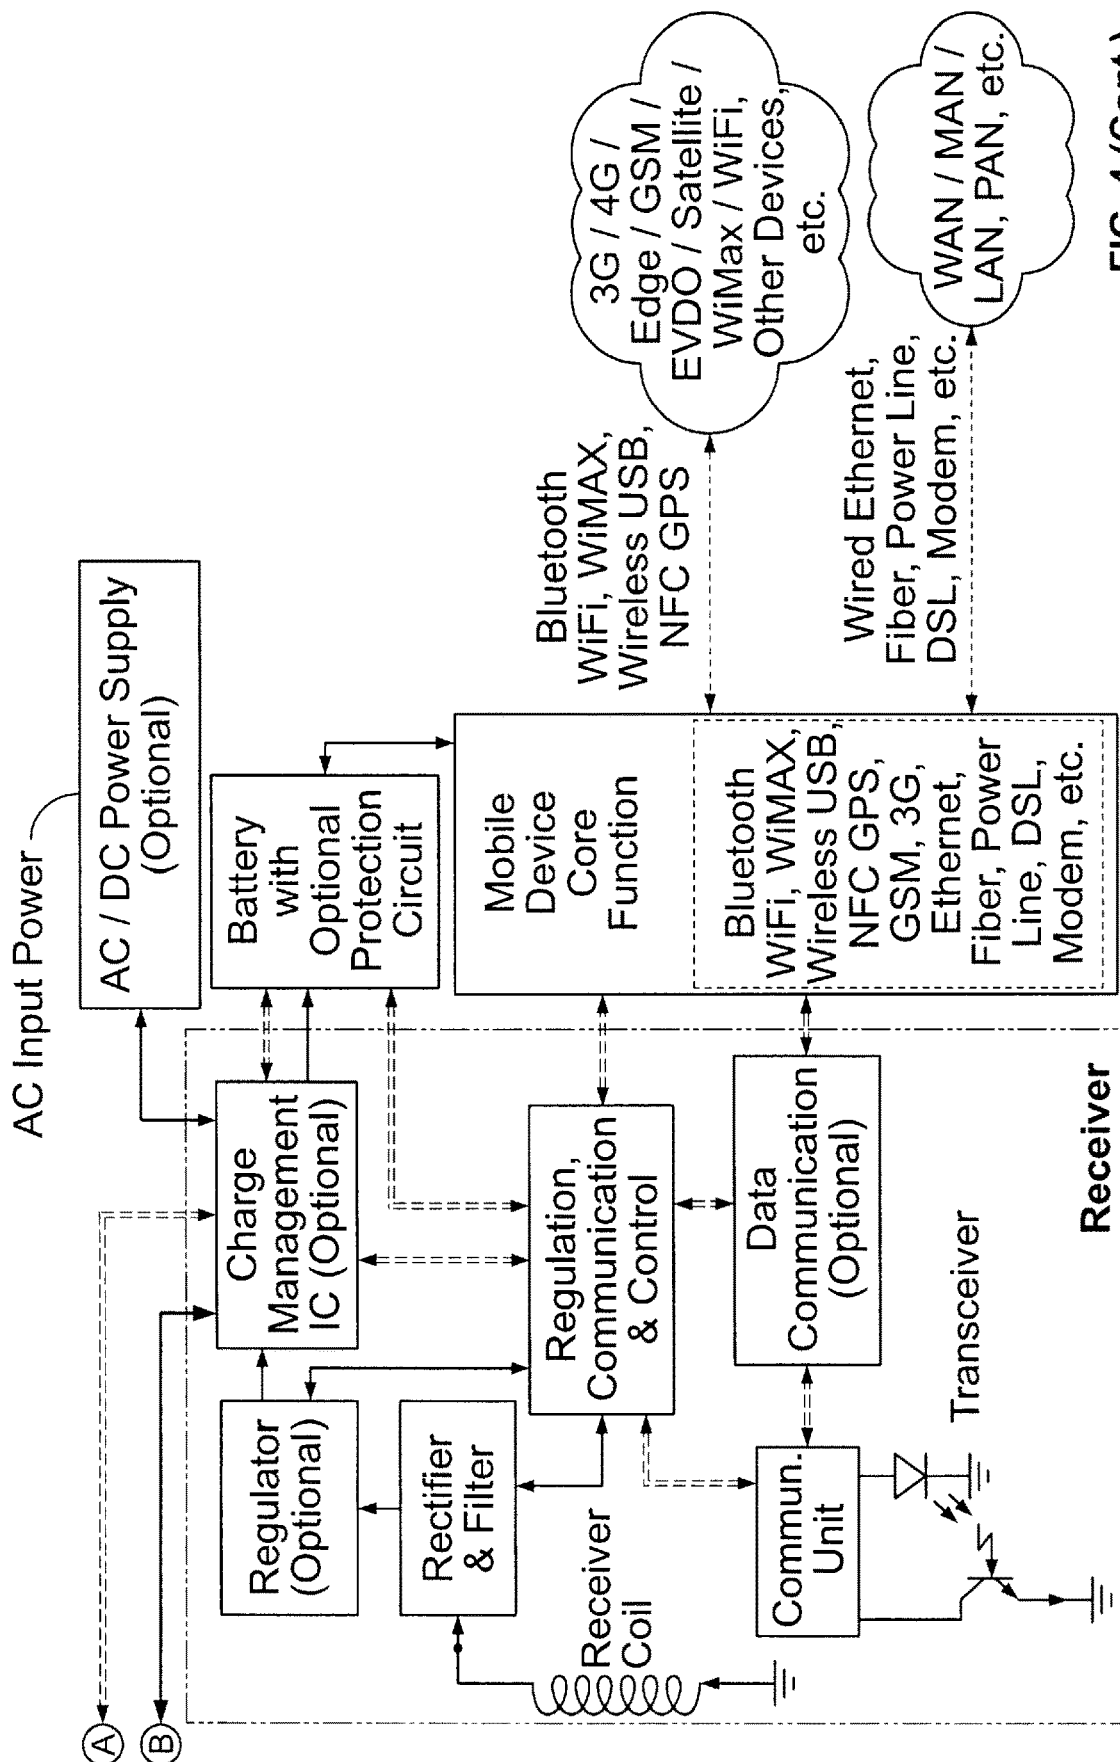 AC Input Power
AC / DC Power Supply
(Optional)
A
B
Regulator
(Optional)
Charge
Management
IC (Optional)
Battery
with
Optional
Protection
Circuit
Rectifier
& Filter
Receiver
Coil
Regulation,
Communication
& Control
Mobile
Device
Core
Function
Bluetooth
WiFi, WiMAX,
Wireless USB,
NFC GPS
3G / 4G /
Edge / GSM /
EVDO / Satellite /
WiMax / WiFi,
Other Devices,
etc.
Commun.
Unit
Data
Communication
(Optional)
Bluetooth
WiFi, WiMAX,
Wireless USB,
NFC GPS,
GSM, 3G,
Ethernet,
Fiber, Power
Line, DSL,
Modem, etc.
Wired Ethernet,
Fiber, Power Line,
DSL, Modem, etc.
WAN / MAN /
LAN, PAN, etc.
Transceiver
Receiver
FIG. 4 (Cont.)